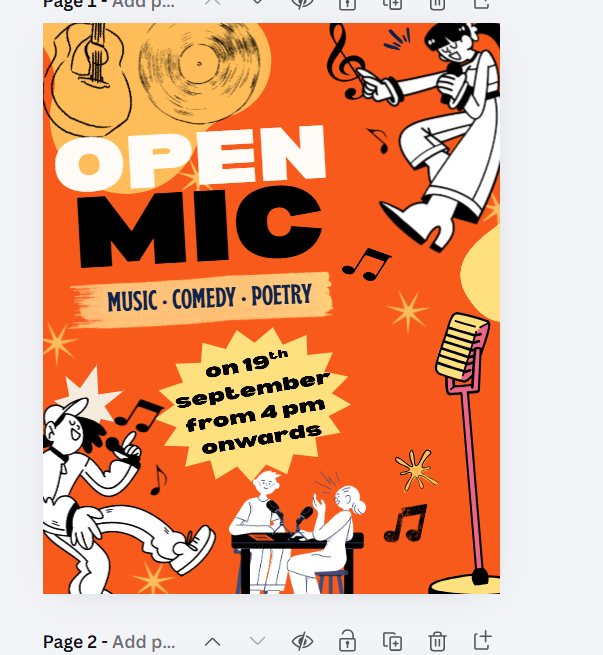 Page 1 - Add p...
OPEN
MIC
MUSIC · COMEDY · POETRY
on 19th
september
from 4 pm
onwards
Page 2 - Add p...